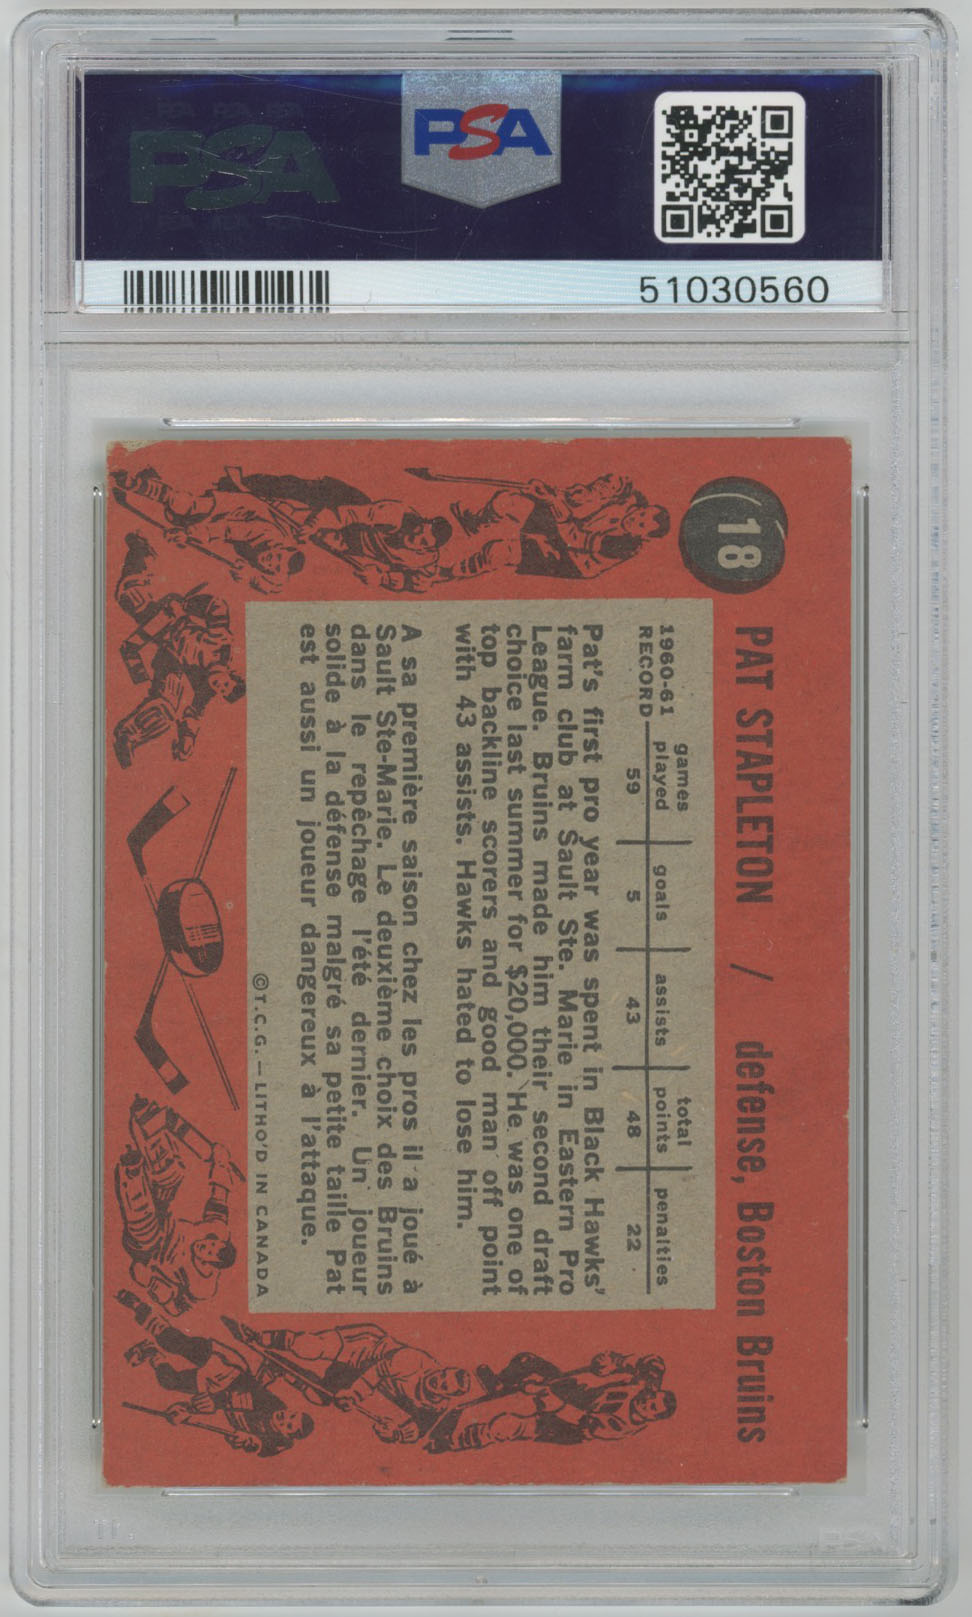 PSA
PSA
51030560
18
PAT STAPLETON / defense, Boston Bruins
1960-61 RECORD
games played goals assists total points penalties
59 5 43 48 22
Pat's first pro year was spent in Black Hawks'
farm club at Sault Ste. Marie in Eastern Pro
League. Bruins made him their second draft
choice last summer for $20,000. He was one of
top backline scorers and good man off point
with 43 assists. Hawks hated to lose him.
A sa première saison chez les pros il a joué à
Sault Ste-Marie. Le deuxième choix des Bruins
dans le repêchage l'été dernier. Un joueur
solide à la défense malgré sa petite taille Pat
est aussi un joueur dangereux à l'attaque.
©T.C.G.—LITHO'D IN CANADA